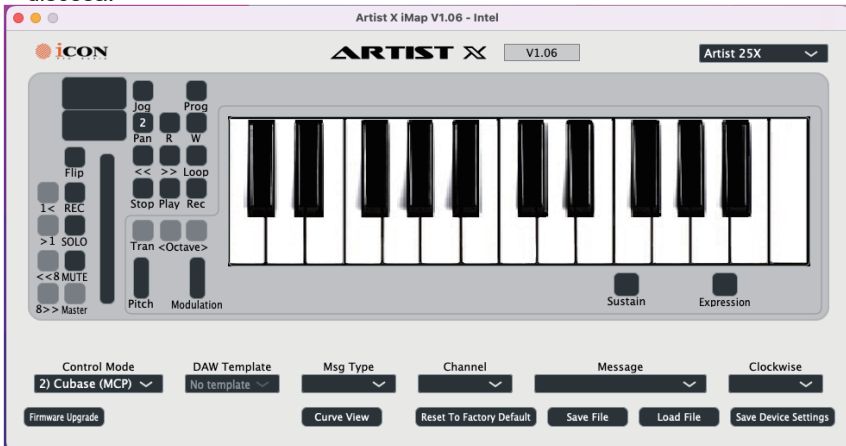 Artist X iMap V1.06 - Intel
iCON
ARTIST X
V1.06
Artist 25X
Jog
Prog
2
Pan
R
W
Flip
<<
>>
Loop
Stop
Play
Rec
1<
REC
>1
SOLO
<<8
MUTE
8>>
Master
Tran
<Octave>
Pitch
Modulation
Sustain
Expression
Control Mode
DAW Template
Msg Type
Channel
Message
Clockwise
2) Cubase (MCP)
No template
Firmware Upgrade
Curve View
Reset To Factory Default
Save File
Load File
Save Device Settings